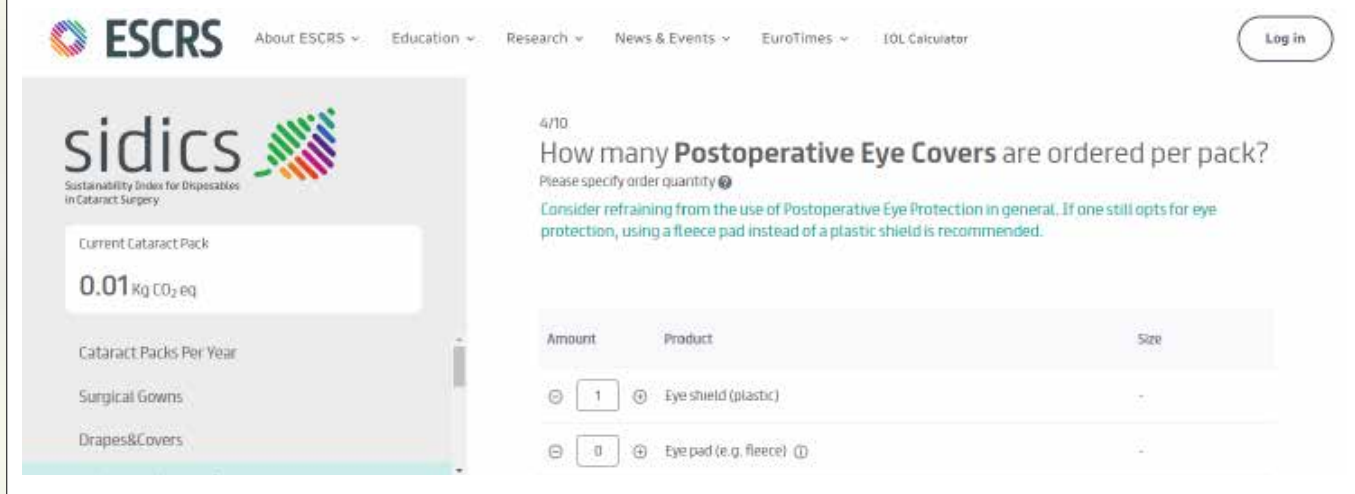 ESCRS
About ESCRS
Education
Research
News & Events
EuroTimes
IOL Calculator
Log in
sidics
Sustainability Index for Disposables
in Cataract Surgery
Current Cataract Pack
0.01 Kg CO₂ eq
Cataract Packs Per Year
Surgical Gowns
Drapes&Covers
4/10
How many Postoperative Eye Covers are ordered per pack?
Please specify order quantity
Consider refraining from the use of Postoperative Eye Protection in general. If one still opts for eye
protection, using a fleece pad instead of a plastic shield is recommended.
Amount Product Size
1 Eye shield (plastic) -
0 Eye pad (e.g. fleece) -